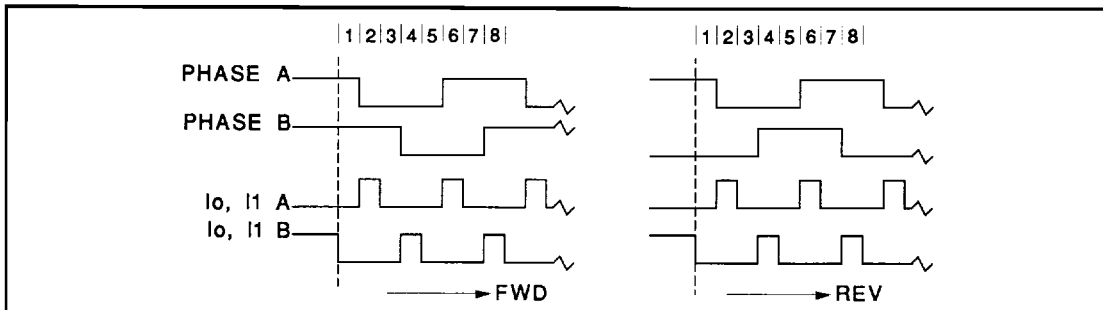 |1|2|3|4|5|6|7|8| |1|2|3|4|5|6|7|8|
PHASE A
PHASE B
Io, I1 A
Io, I1 B
FWD REV